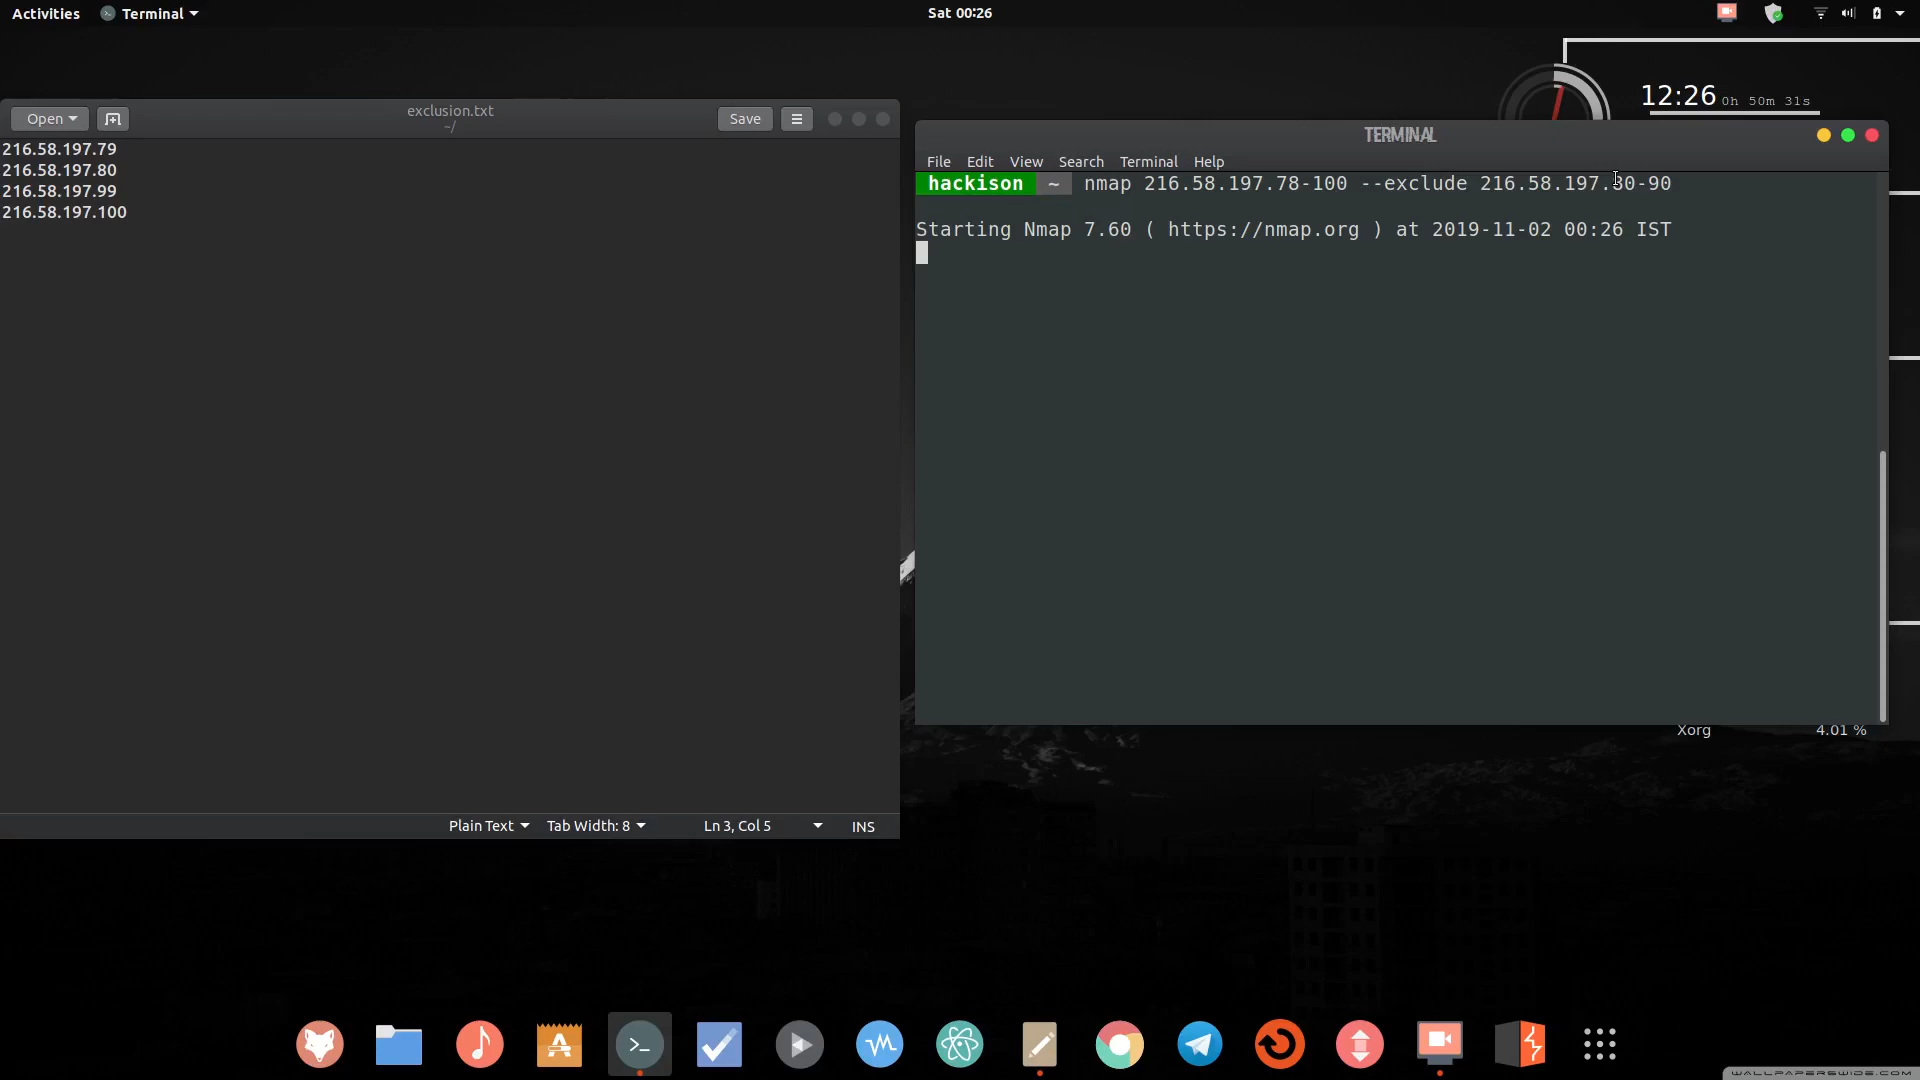 Activities Terminal Sat 00:26
12:26 0h 50m 31s
Open exclusion.txt Save
~/
216.58.197.79
216.58.197.80
216.58.197.99
216.58.197.100
Plain Text Tab Width: 8 Ln 3, Col 5 INS
TERMINAL
File Edit View Search Terminal Help
hackison ~ nmap 216.58.197.78-100 --exclude 216.58.197.80-90
Starting Nmap 7.60 ( https://nmap.org ) at 2019-11-02 00:26 IST
Xorg 4.01 %
WALLPAPERSWIDE.COM